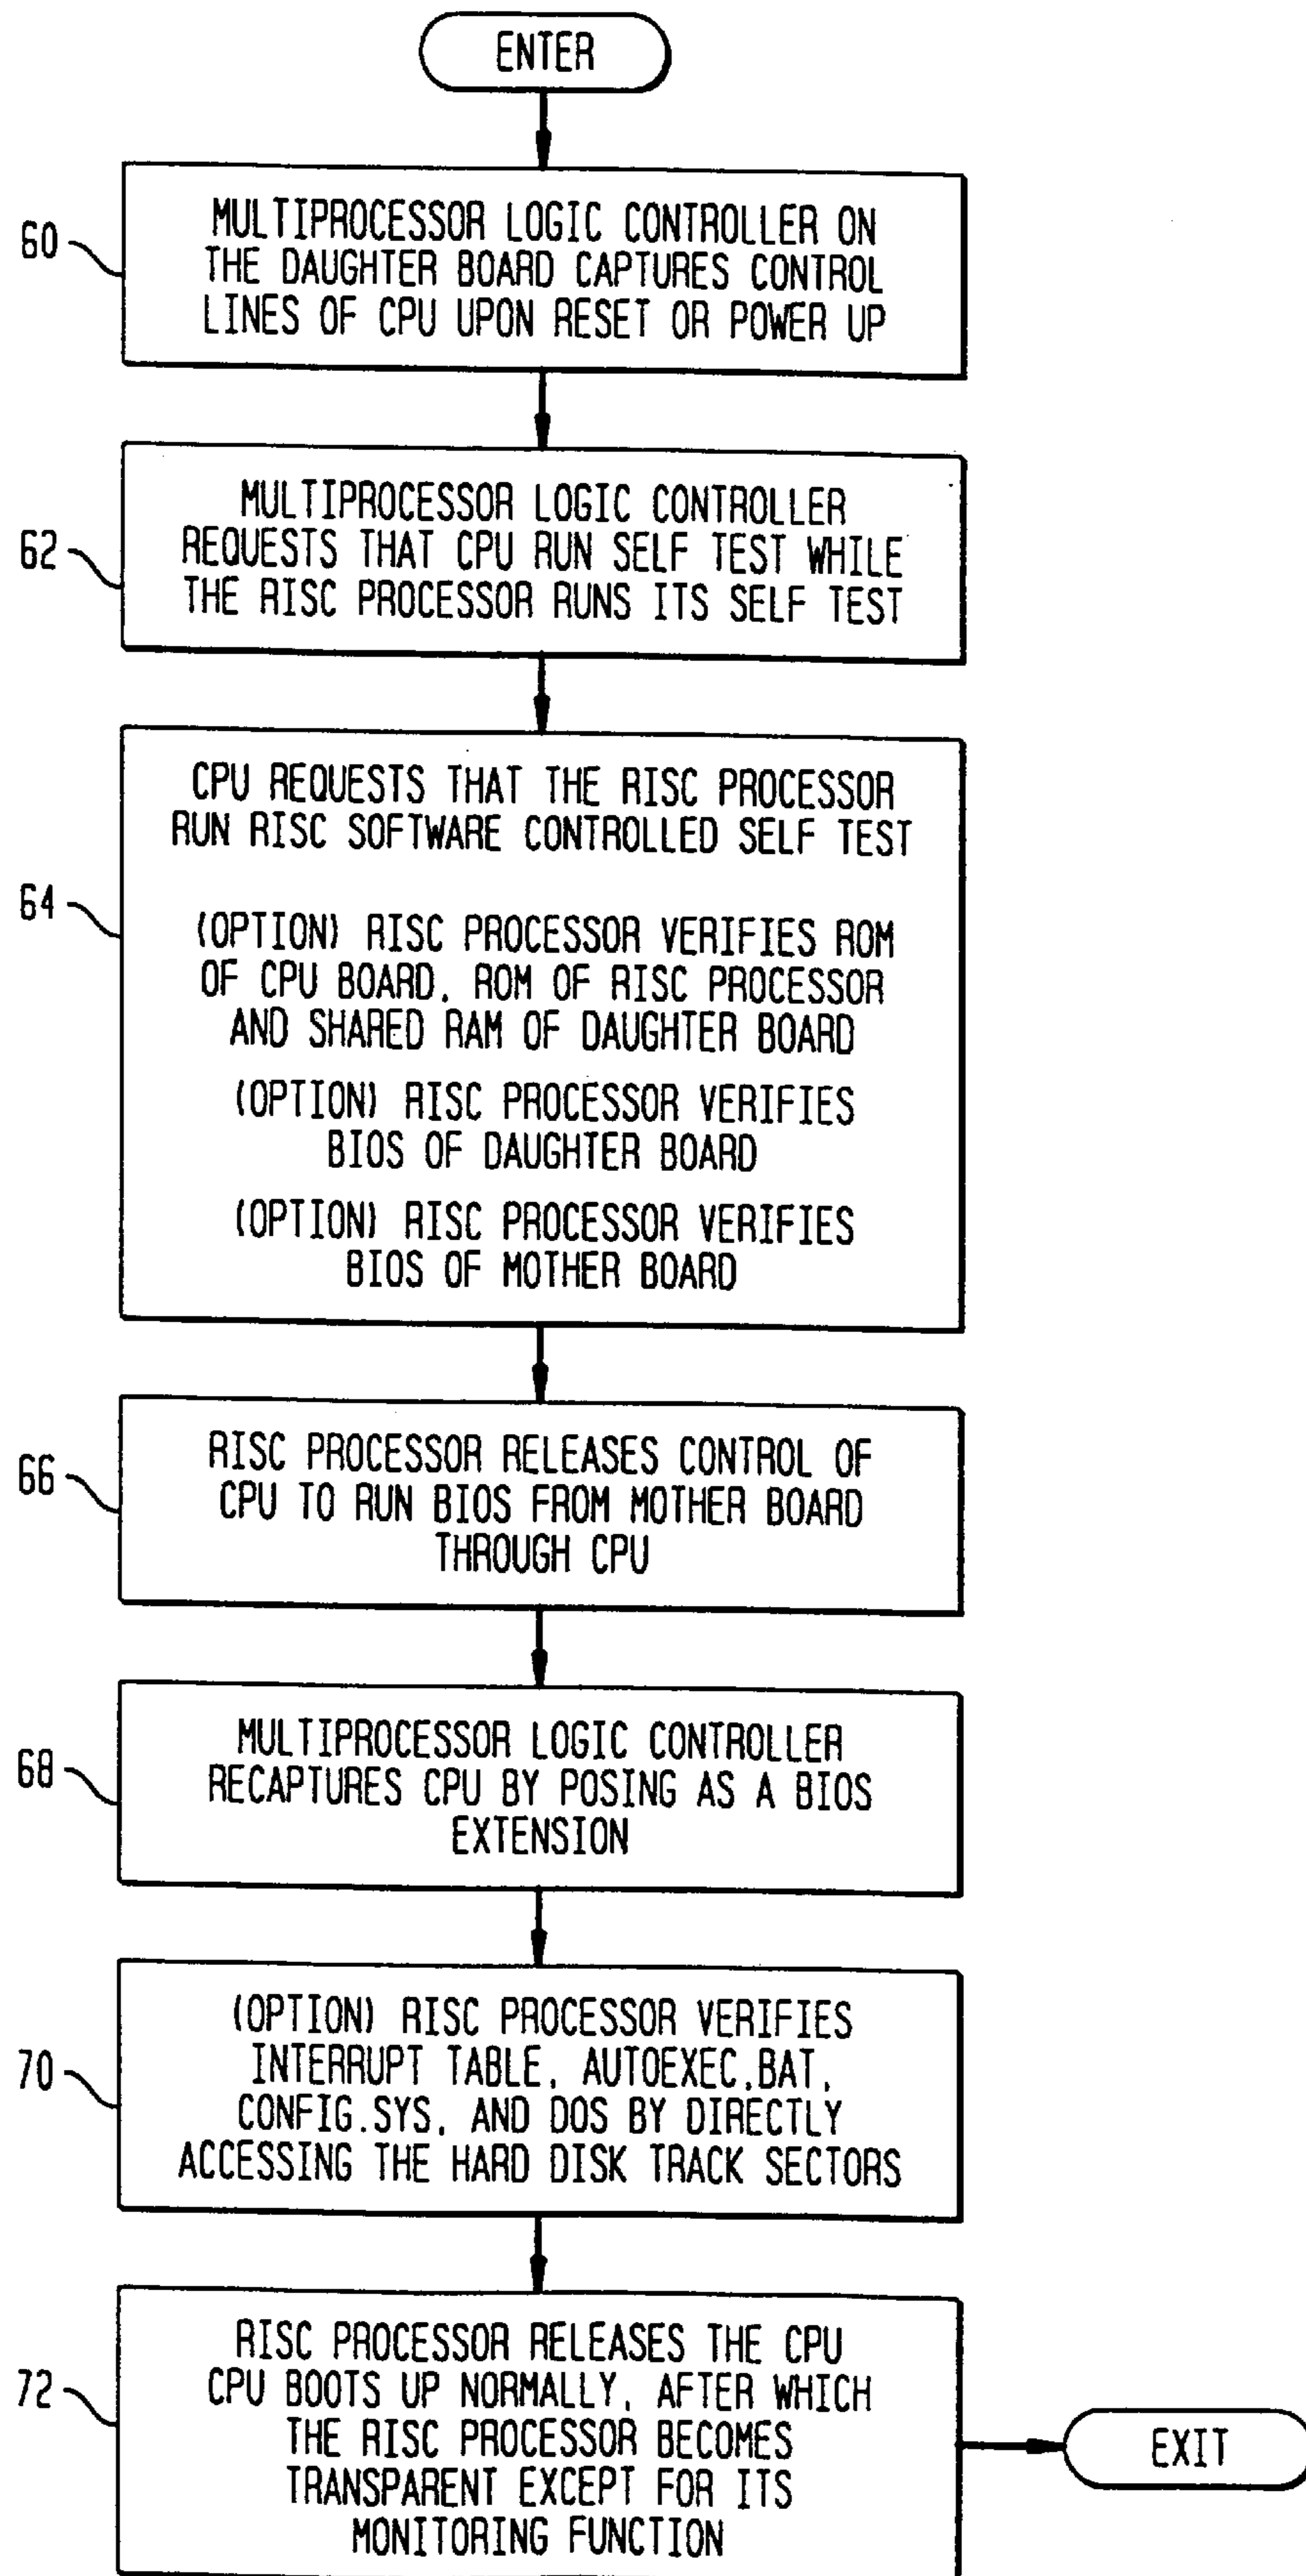 ENTER
60
MULTIPROCESSOR LOGIC CONTROLLER ON
THE DAUGHTER BOARD CAPTURES CONTROL
LINES OF CPU UPON RESET OR POWER UP
62
MULTIPROCESSOR LOGIC CONTROLLER
REQUESTS THAT CPU RUN SELF TEST WHILE
THE RISC PROCESSOR RUNS ITS SELF TEST
64
CPU REQUESTS THAT THE RISC PROCESSOR
RUN RISC SOFTWARE CONTROLLED SELF TEST
(OPTION) RISC PROCESSOR VERIFIES ROM
OF CPU BOARD, ROM OF RISC PROCESSOR
AND SHARED RAM OF DAUGHTER BOARD
(OPTION) RISC PROCESSOR VERIFIES
BIOS OF DAUGHTER BOARD
(OPTION) RISC PROCESSOR VERIFIES
BIOS OF MOTHER BOARD
66
RISC PROCESSOR RELEASES CONTROL OF
CPU TO RUN BIOS FROM MOTHER BOARD
THROUGH CPU
68
MULTIPROCESSOR LOGIC CONTROLLER
RECAPTURES CPU BY POSING AS A BIOS
EXTENSION
70
(OPTION) RISC PROCESSOR VERIFIES
INTERRUPT TABLE, AUTOEXEC.BAT,
CONFIG.SYS, AND DOS BY DIRECTLY
ACCESSING THE HARD DISK TRACK SECTORS
72
RISC PROCESSOR RELEASES THE CPU
CPU BOOTS UP NORMALLY, AFTER WHICH
THE RISC PROCESSOR BECOMES
TRANSPARENT EXCEPT FOR ITS
MONITORING FUNCTION
EXIT